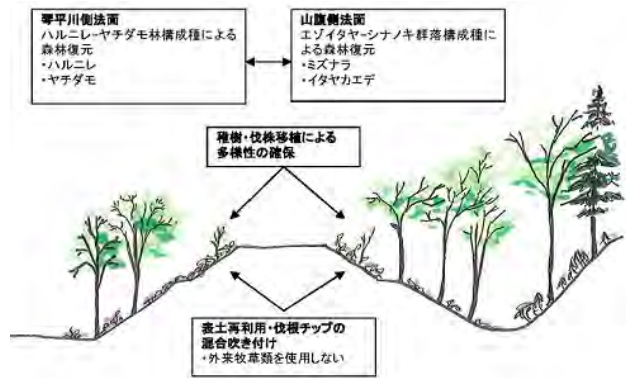 琴平川側法面
ハルニレ-ヤチダモ林構成種による
森林復元
・ハルニレ
・ヤチダモ
山腹側法面
エゾイタヤ-シナノキ群落構成種に
よる森林復元
・ミズナラ
・イタヤカエデ
稚樹・伐株移植による
多様性の確保
表土再利用・伐根チップの
混合吹き付け
・外来牧草類を使用しない